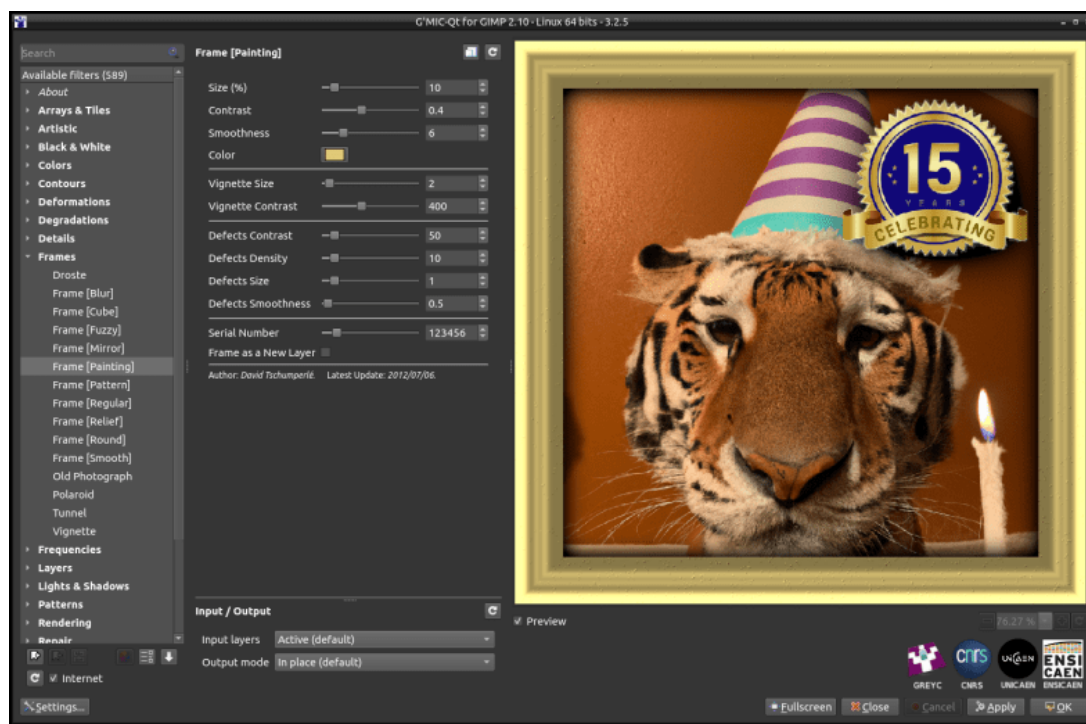 G'MIC-Qt for GIMP 2.10 - Linux 64 bits - 3.2.5
Search
Available filters (589)
About
Arrays & Tiles
Artistic
Black & White
Colors
Contours
Deformations
Degradations
Details
Frames
Droste
Frame [Blur]
Frame [Cube]
Frame [Fuzzy]
Frame [Mirror]
Frame [Painting]
Frame [Pattern]
Frame [Regular]
Frame [Relief]
Frame [Round]
Frame [Smooth]
Old Photograph
Polaroid
Tunnel
Vignette
Frequencies
Layers
Lights & Shadows
Patterns
Rendering
Repair
Internet
Settings...
Frame [Painting]
Size (%) 10
Contrast 0.4
Smoothness 6
Color
Vignette Size 2
Vignette Contrast 400
Defects Contrast 50
Defects Density 10
Defects Size 1
Defects Smoothness 0.5
Serial Number 123456
Frame as a New Layer
Author: David Tschumperlé. Latest Update: 2012/07/06.
Input / Output
Input layers Active (default)
Output mode In place (default)
15
YEARS
CELEBRATING
Preview
76.27 %
GREYC
cnrs
CNRS
UNICAEN
UNICAEN
ENSI
CAEN
ENSICAEN
Fullscreen
Close
Cancel
Apply
OK